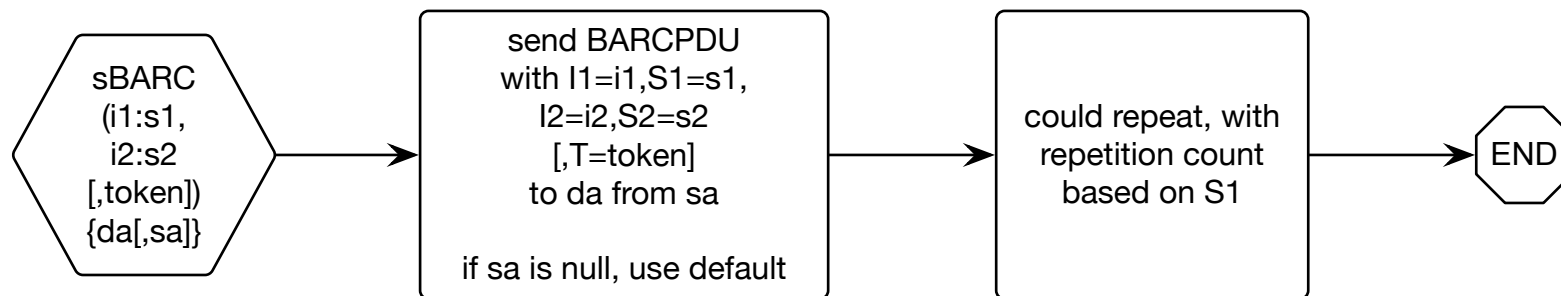 sBARC
(i1:s1,
i2:s2
[,token])
{da[,sa]}
send BARCPDU
with I1=i1,S1=s1,
I2=i2,S2=s2
[,T=token]
to da from sa
if sa is null, use default
could repeat, with
repetition count
based on S1
END